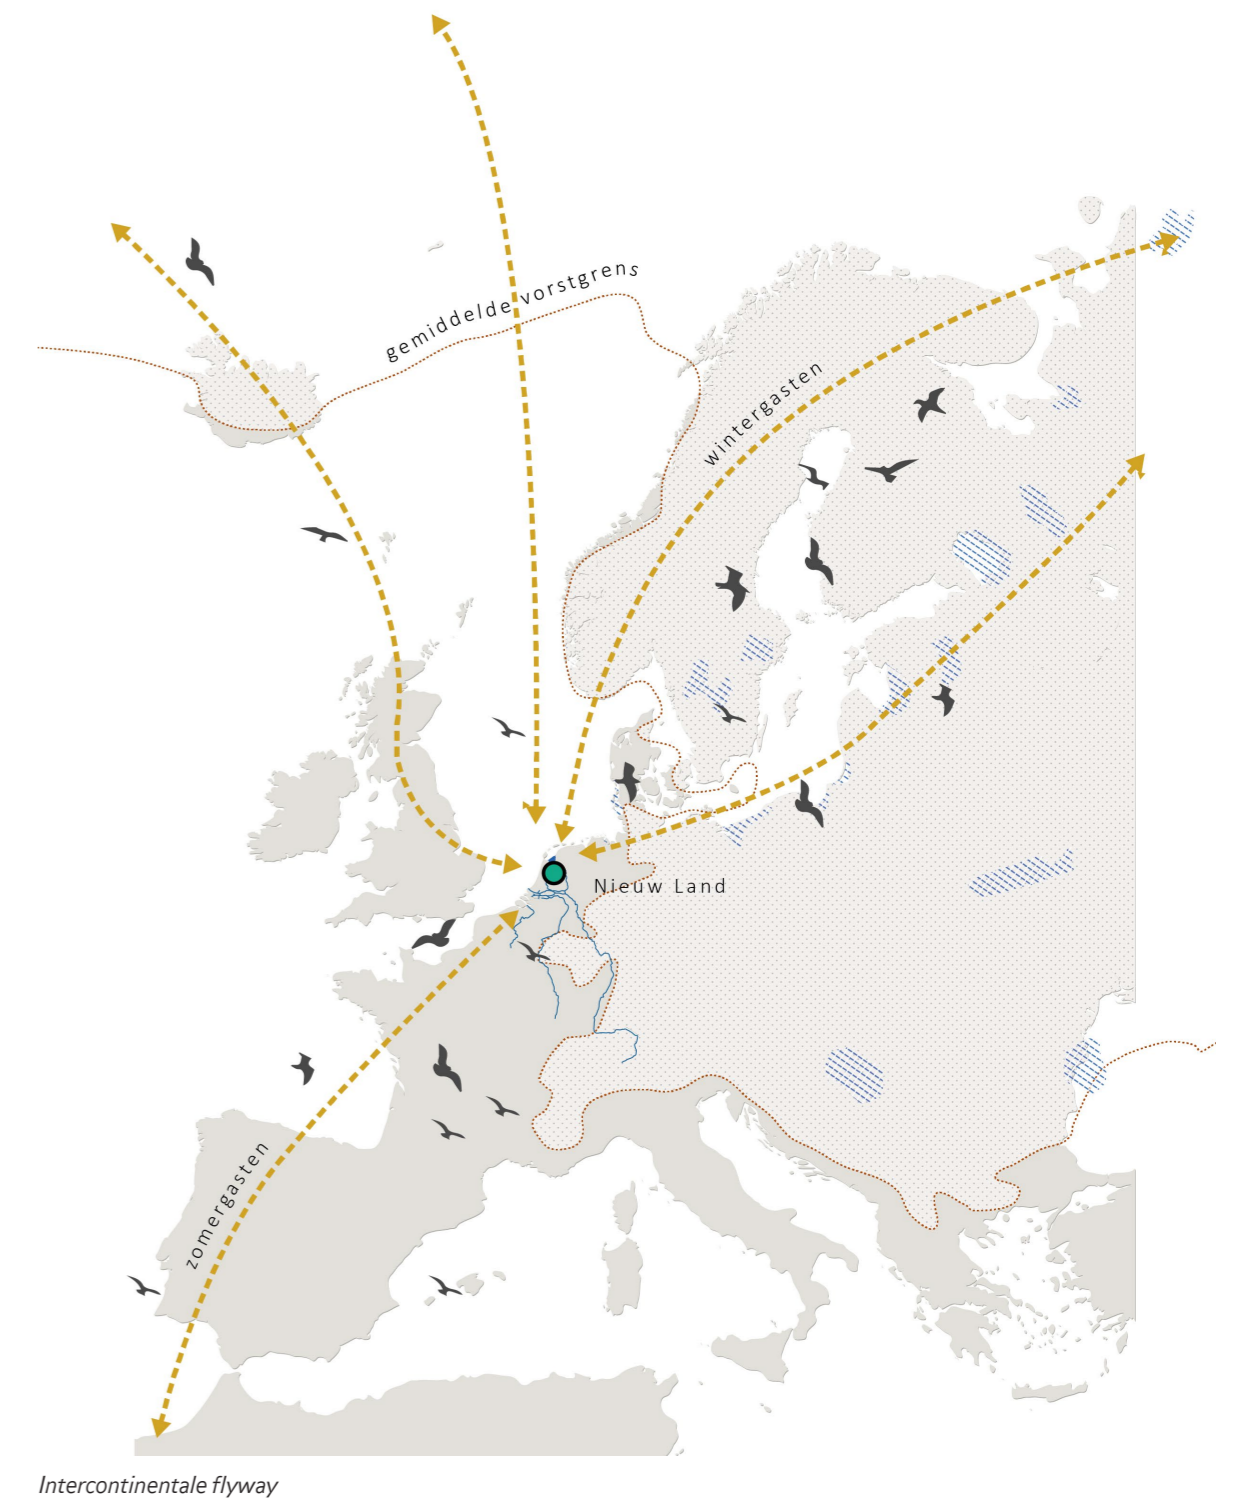 gemiddelde vorstgrens
wintergasten
Nieuw Land
zomergasten
Intercontinentale flyway